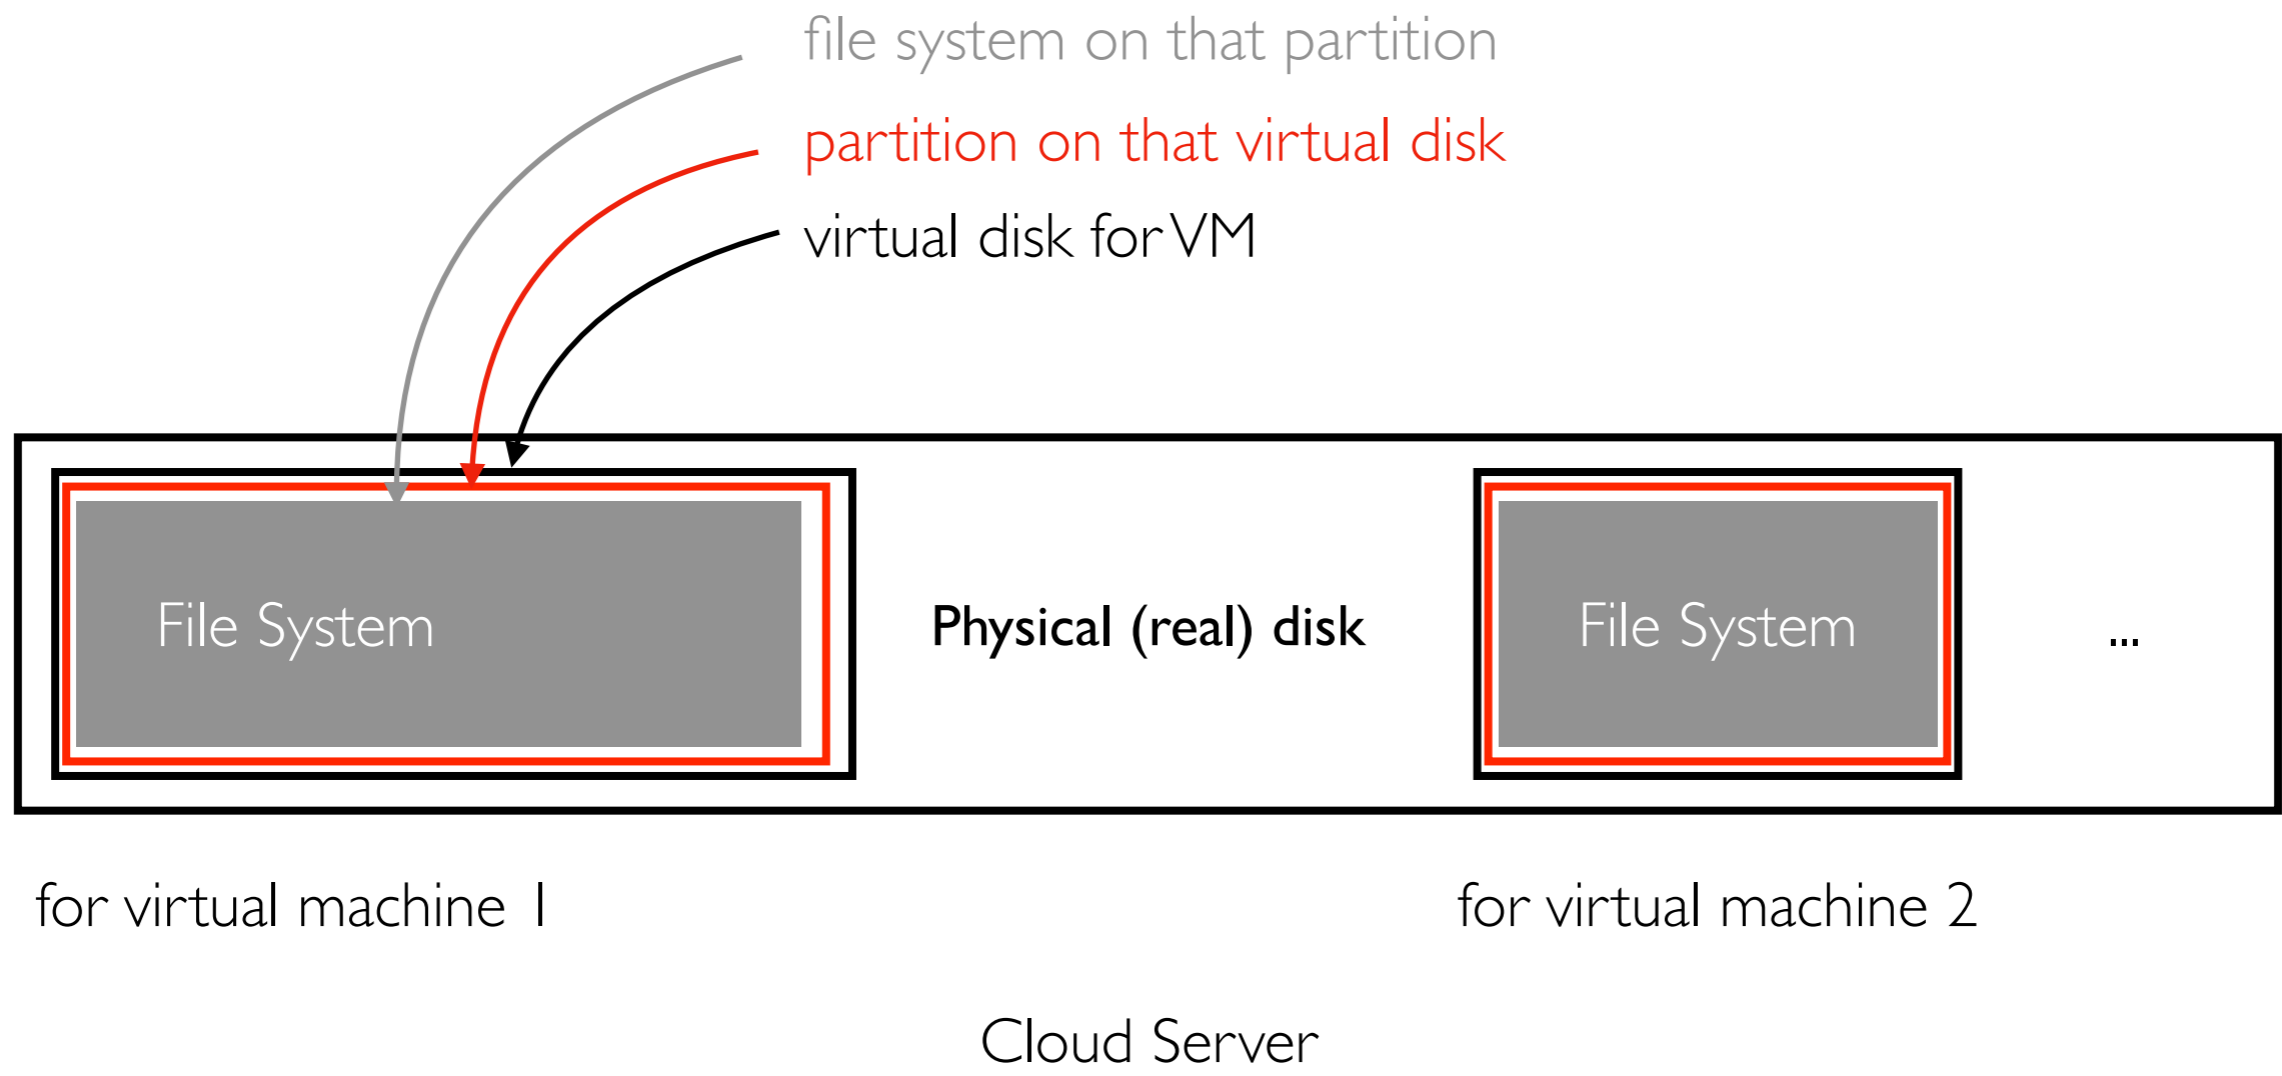 file system on that partition
partition on that virtual disk
virtual disk for VM
File System
Physical (real) disk
File System
...
for virtual machine 1
for virtual machine 2
Cloud Server